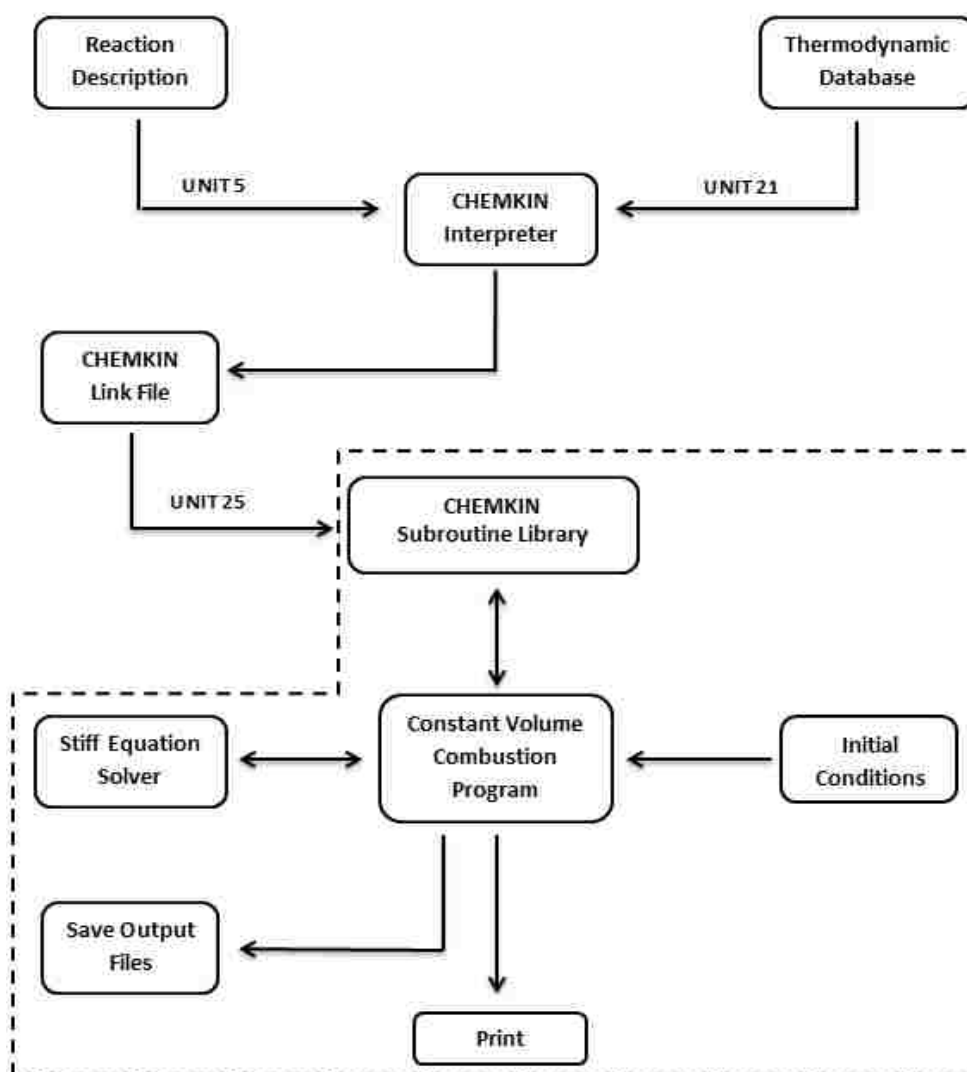 Reaction
Description
Thermodynamic
Database
UNIT 5
UNIT 21
CHEMKIN
Interpreter
CHEMKIN
Link File
UNIT 25
CHEMKIN
Subroutine Library
Stiff Equation
Solver
Constant Volume
Combustion
Program
Initial
Conditions
Save Output
Files
Print